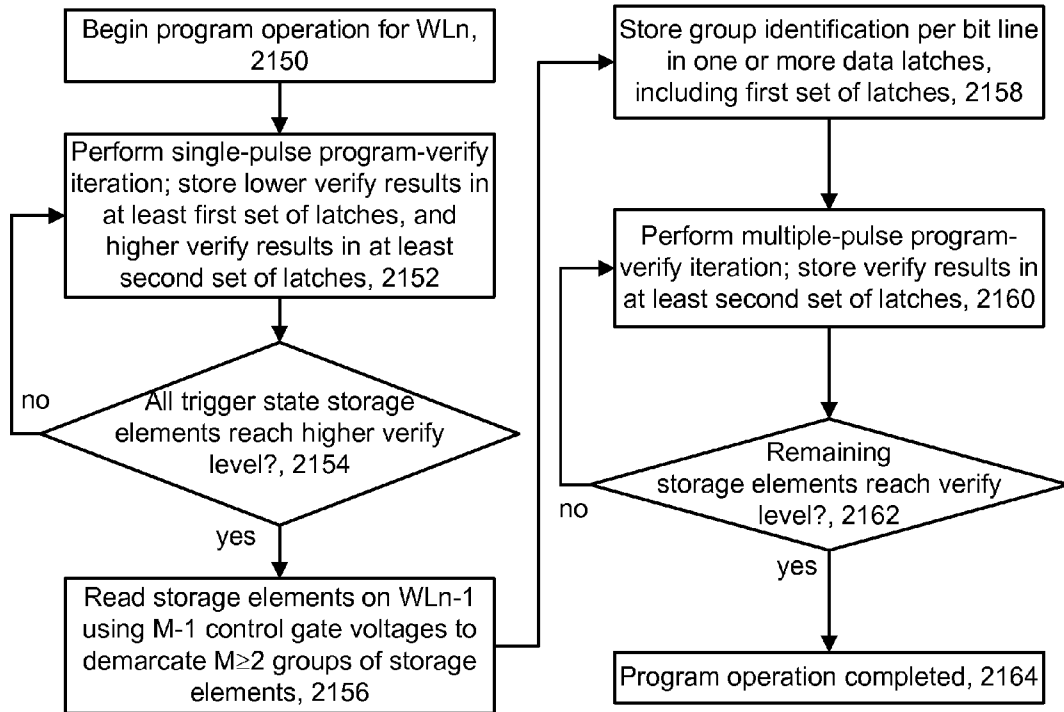 Begin program operation for WLn,
2150
Perform single-pulse program-verify
iteration; store lower verify results in
at least first set of latches, and
higher verify results in at least
second set of latches, 2152
All trigger state storage
elements reach higher verify
level?, 2154
no
yes
Read storage elements on WLn-1
using M-1 control gate voltages to
demarcate M≥2 groups of storage
elements, 2156
Store group identification per bit line
in one or more data latches,
including first set of latches, 2158
Perform multiple-pulse program-
verify iteration; store verify results in
at least second set of latches, 2160
Remaining
storage elements reach verify
level?, 2162
no
yes
Program operation completed, 2164